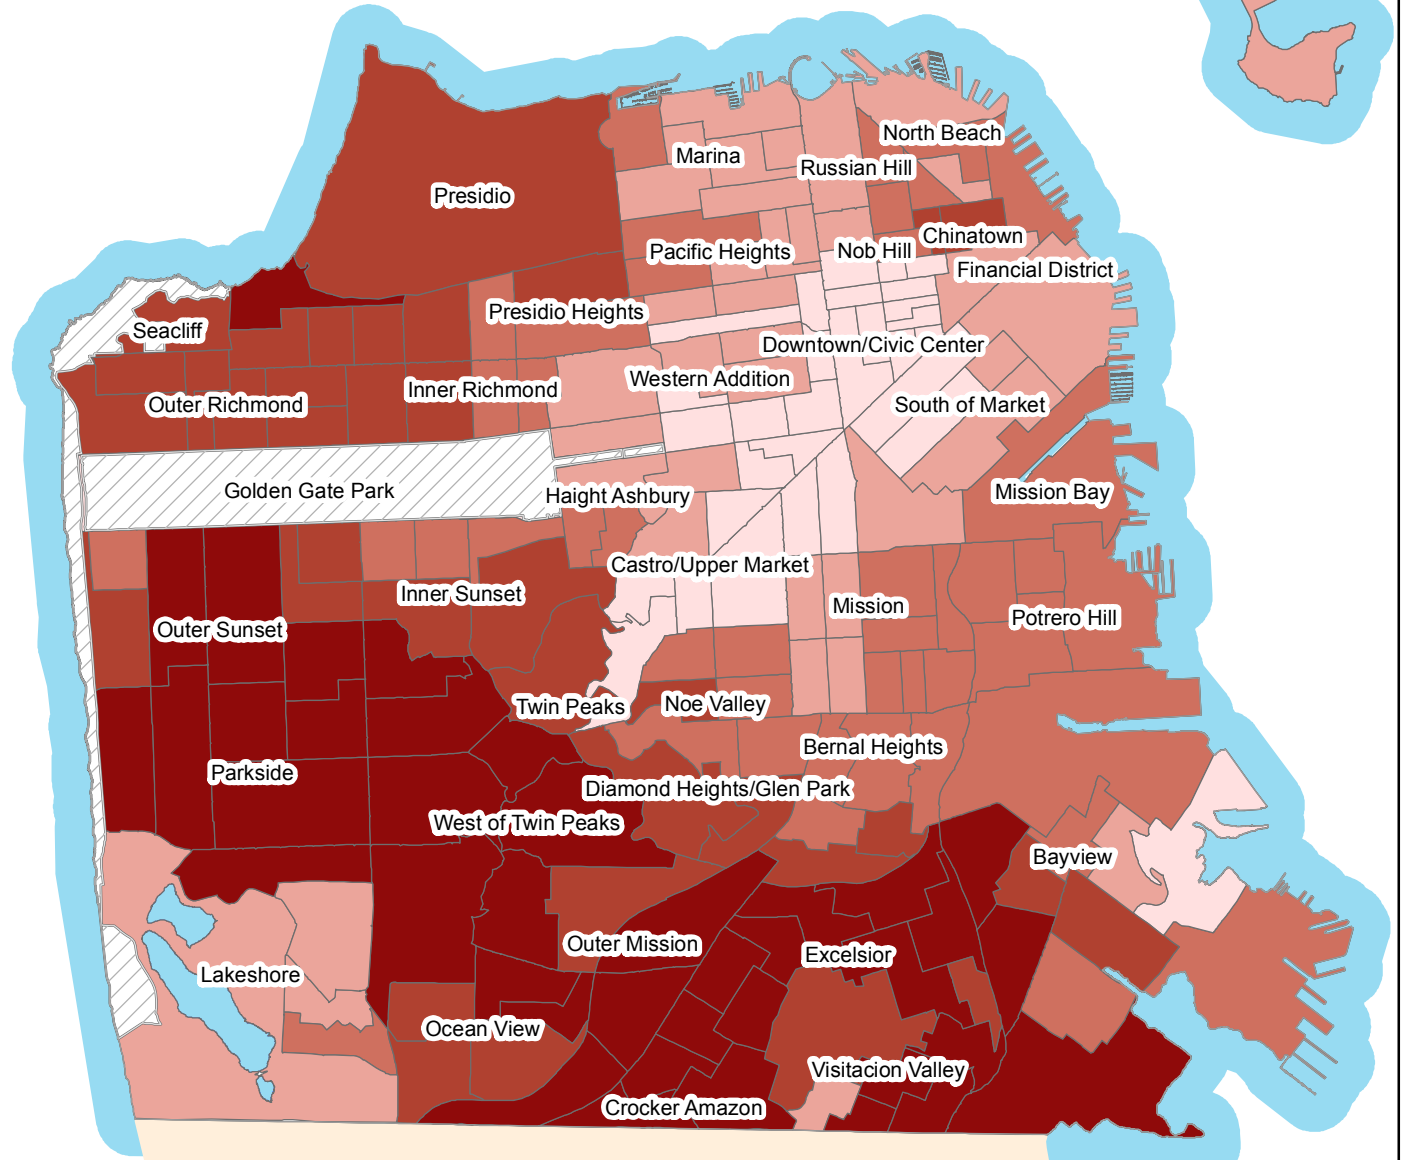 North Beach
Marina
Russian Hill
Presidio
Chinatown
Pacific Heights
Nob Hill
Financial District
Presidio Heights
Seacliff
Downtown/Civic Center
Western Addition
Inner Richmond
Outer Richmond
South of Market
Golden Gate Park
Haight Ashbury
Mission Bay
Castro/Upper Market
Inner Sunset
Mission
Potrero Hill
Outer Sunset
Twin Peaks
Noe Valley
Bernal Heights
Parkside
Diamond Heights/Glen Park
West of Twin Peaks
Bayview
Outer Mission
Excelsior
Lakeshore
Ocean View
Visitacion Valley
Crocker Amazon